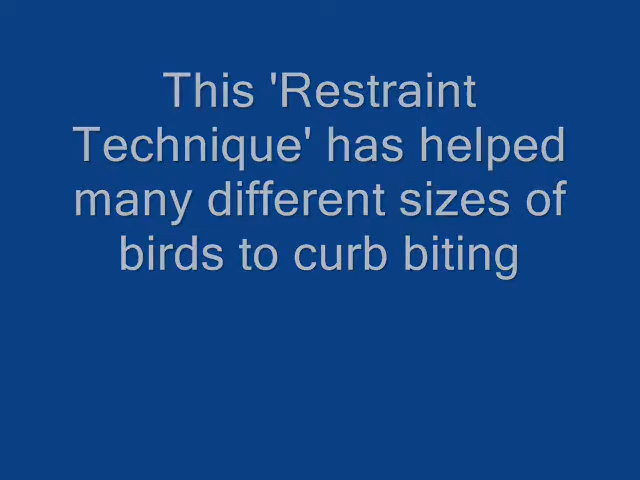 This 'Restraint
Technique' has helped
many different sizes of
birds to curb biting